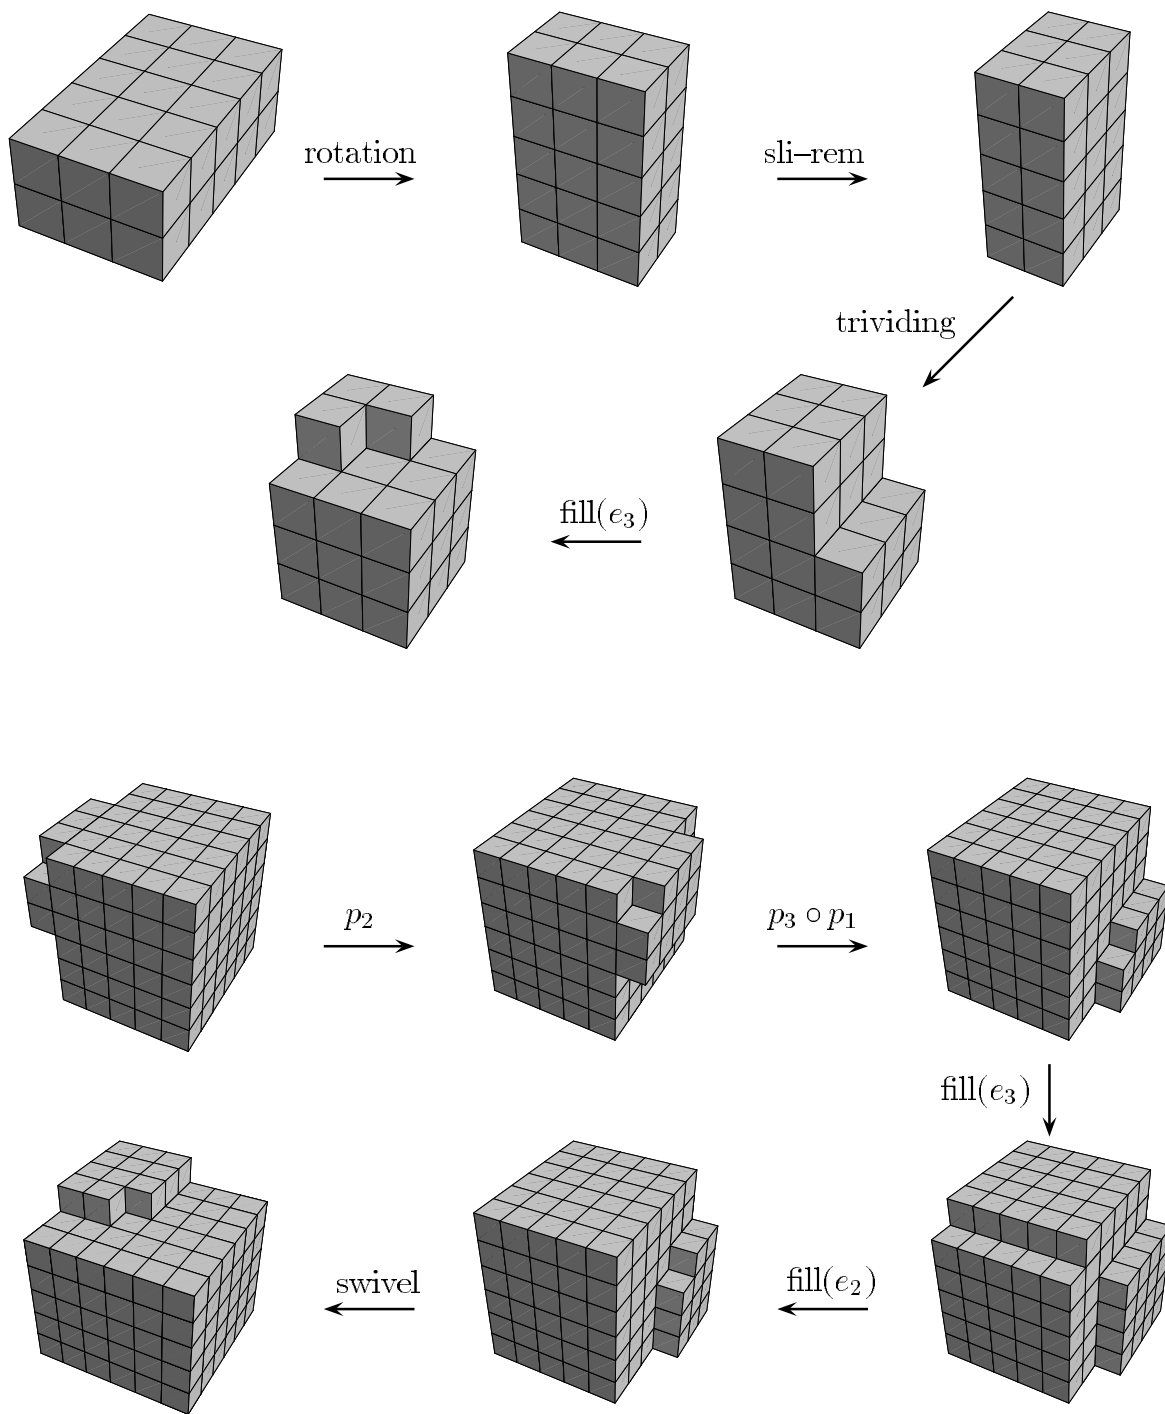 rotation
sli–rem
trividing
fill(e₃)
p₂
p₃ ∘ p₁
fill(e₃)
fill(e₂)
swivel